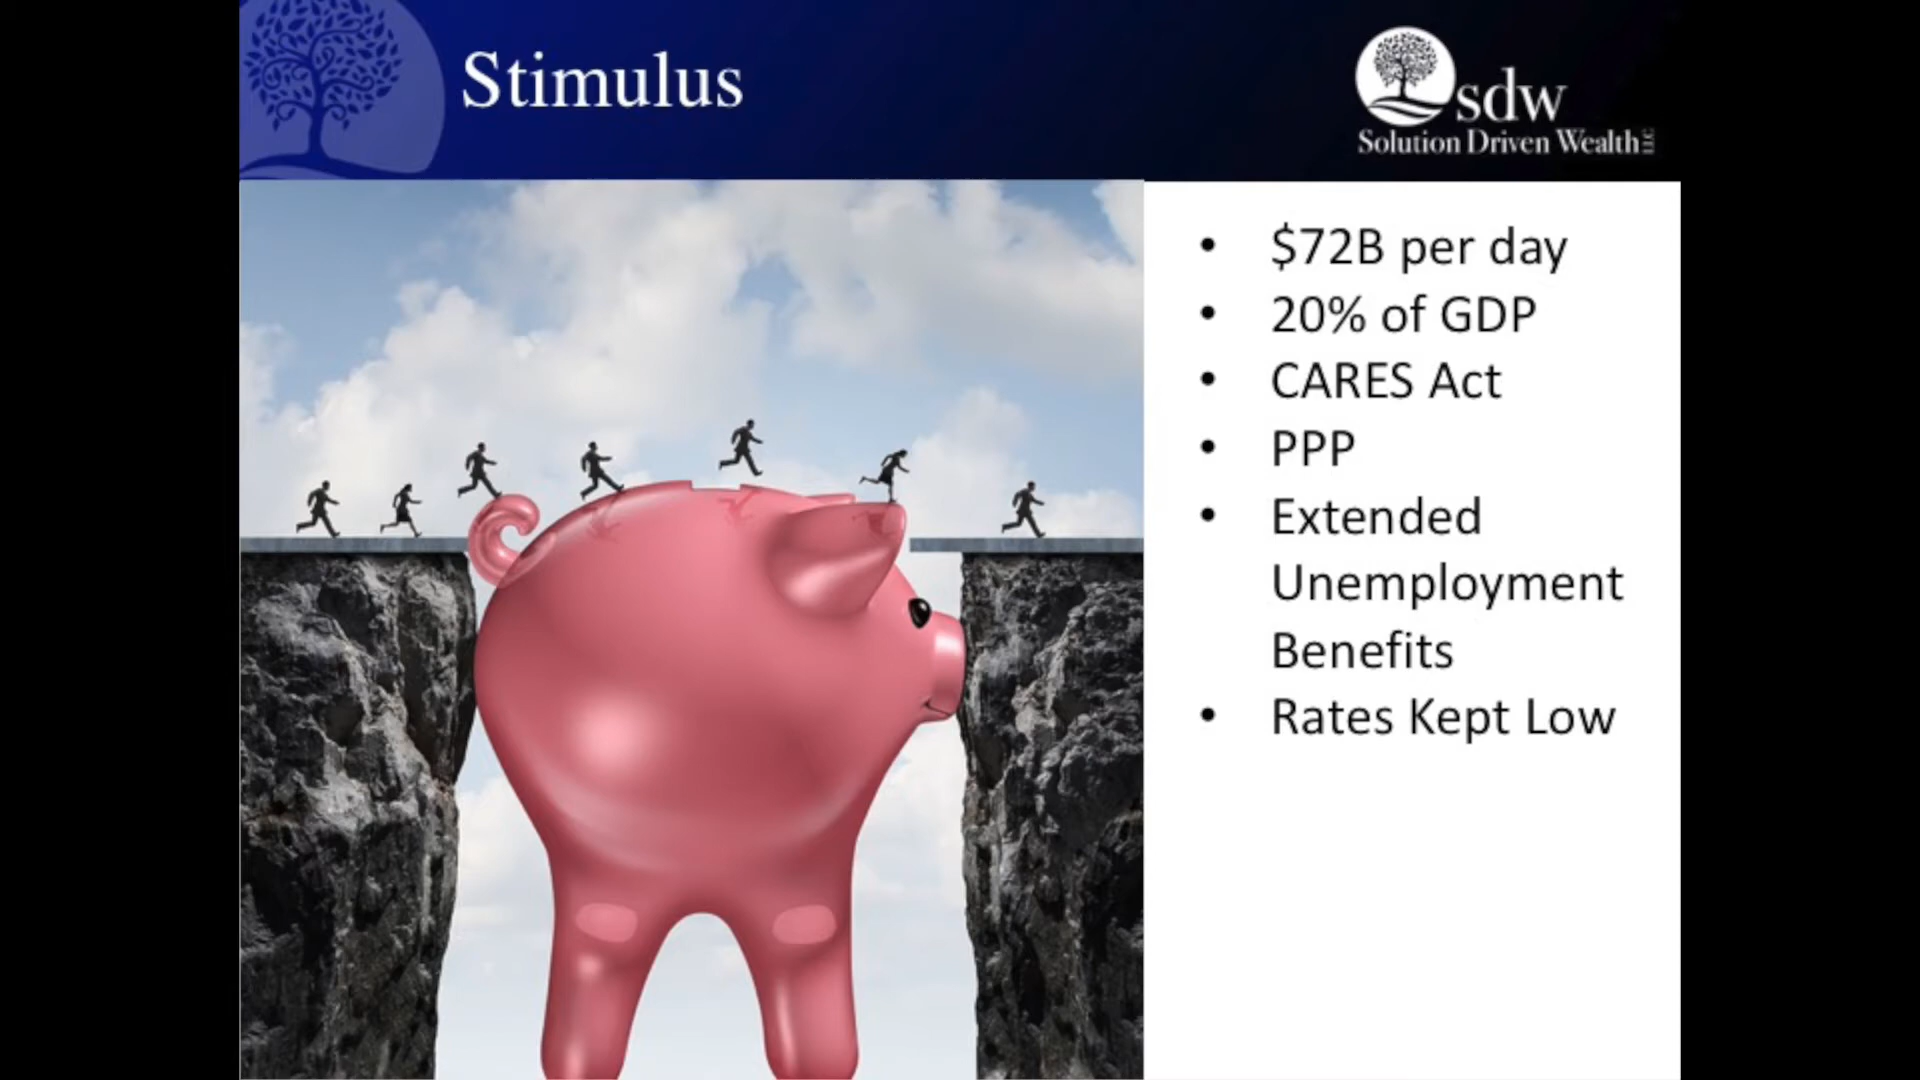 Stimulus
sdw
Solution Driven Wealth LLC
• $72B per day
• 20% of GDP
• CARES Act
• PPP
• Extended
Unemployment
Benefits
• Rates Kept Low